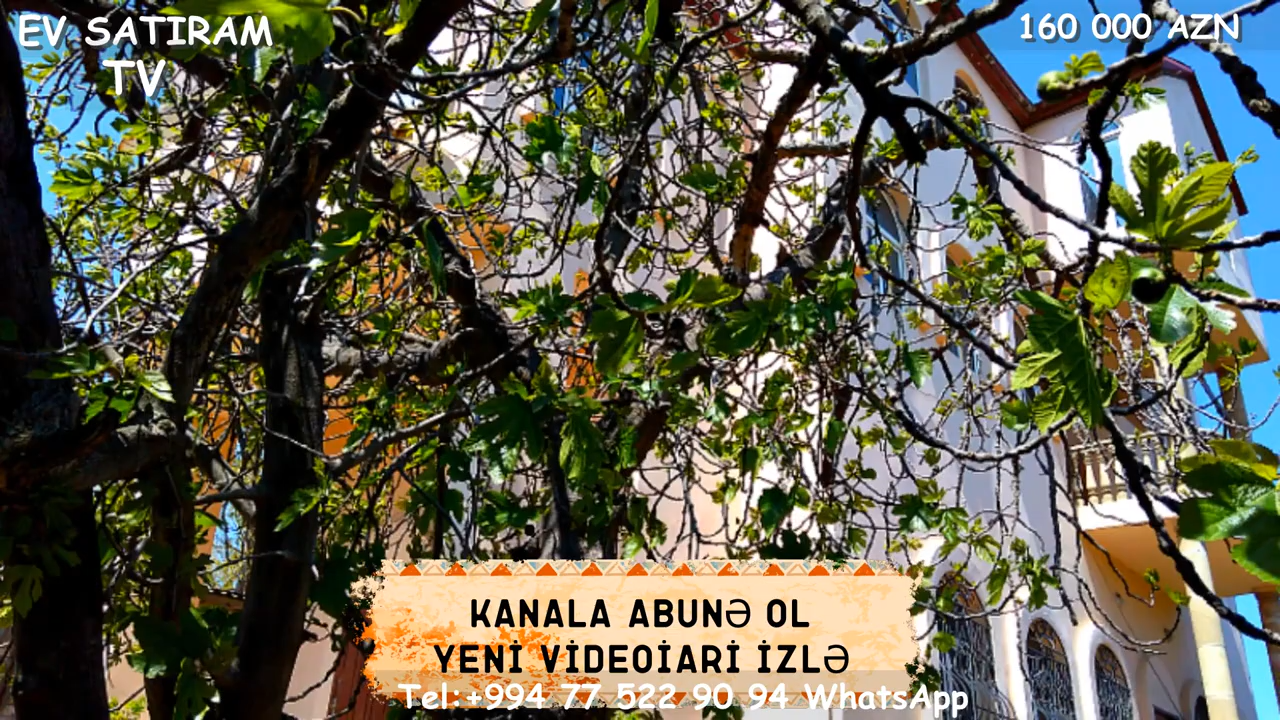 EV SATIRAM
TV
160 000 AZN
KANALA ABUNƏ OL
YENİ VİDEOİARİ İZLƏ
Tel:+994 77 522 90 94 WhatsApp